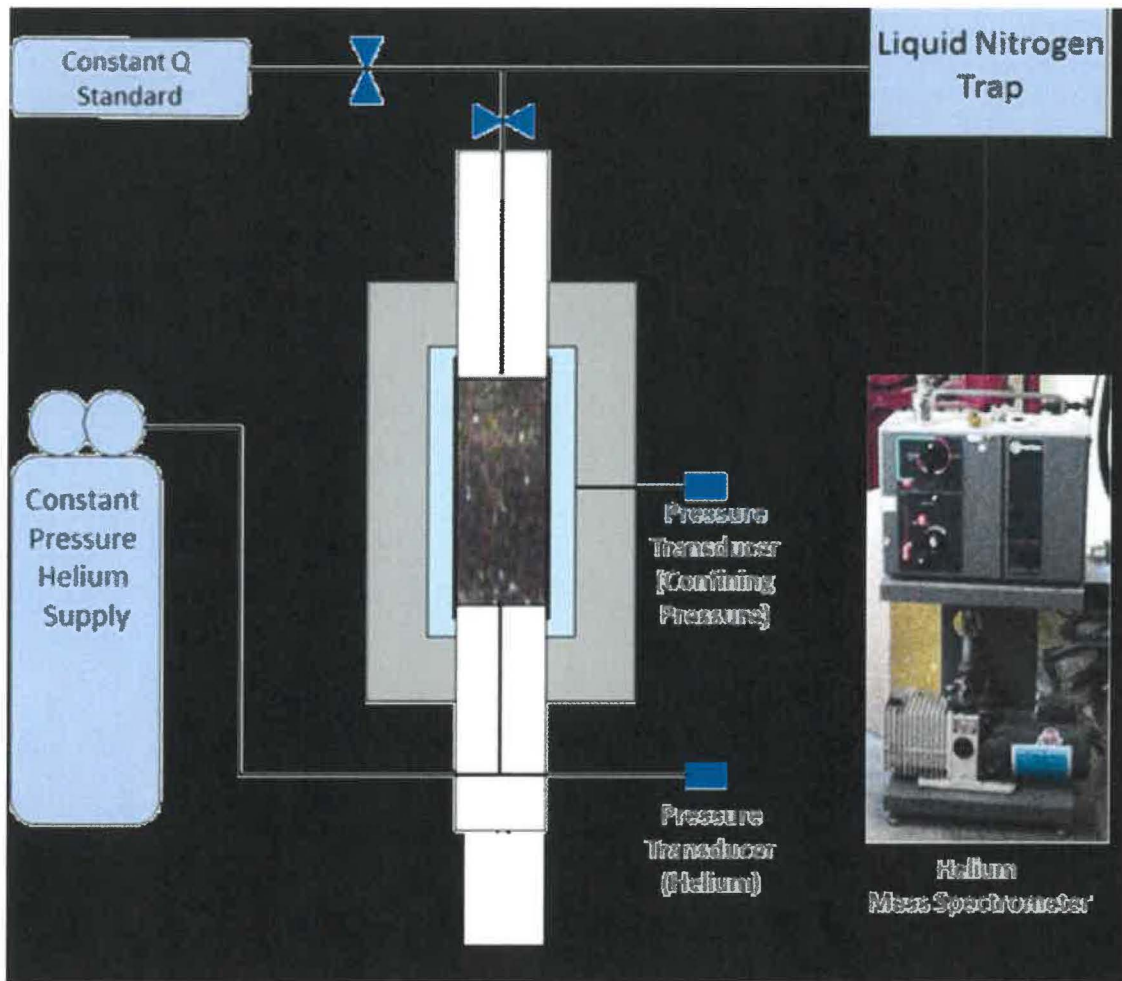 Constant Q
Standard
Liquid Nitrogen
Trap
Constant
Pressure
Helium
Supply
Pressure
Transducer
(Confining
Pressure)
Pressure
Transducer
(Helium)
Helium
Mass Spectrometer